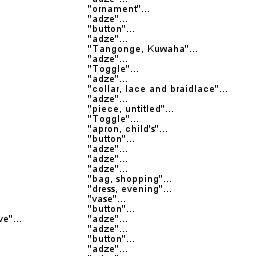 "ornament"...
"adze"...
"button"...
"adze"...
"Tangonge, Kuwaha"...
"adze"...
"Toggle"...
"adze"...
"collar, lace and braidlace"...
"adze"...
"piece, untitled"...
"Toggle"...
"apron, child's"...
"button"...
"adze"...
"adze"...
"adze"...
"bag, shopping"...
"dress, evening"...
"vase"...
"button"...
ve"... "adze"...
"adze"...
"button"...
"adze"...